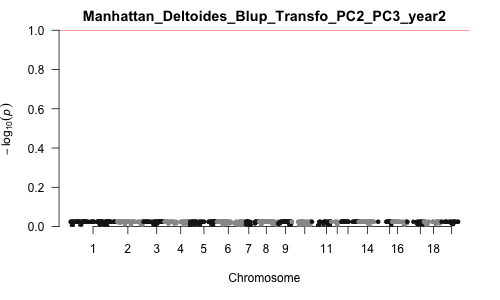 Manhattan_Deltoides_Blup_Transfo_PC2_PC3_year2
1.0
0.8
0.6
0.4
0.2
0.0
− log10(p)
1 2 3 4 5 6 7 8 9 11 14 16 18
Chromosome